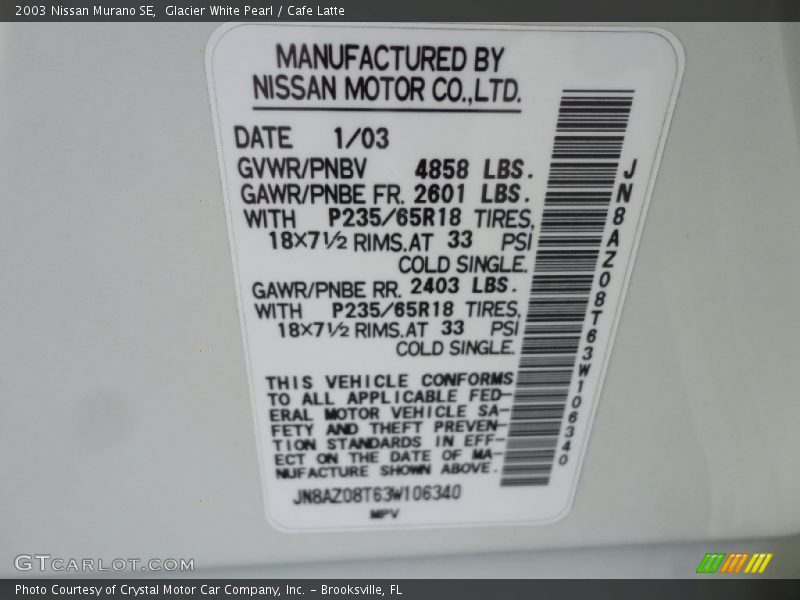 2003 Nissan Murano SE,  Glacier White Pearl / Cafe Latte
MANUFACTURED BY
NISSAN MOTOR CO.,LTD.
DATE 1/03
GVWR/PNBV 4858 LBS.
GAWR/PNBE FR. 2601 LBS.
WITH P235/65R18 TIRES,
18×7½ RIMS.AT 33 PSI
COLD SINGLE.
GAWR/PNBE RR. 2403 LBS.
WITH P235/65R18 TIRES,
18×7½ RIMS.AT 33 PSI
COLD SINGLE.
THIS VEHICLE CONFORMS
TO ALL APPLICABLE FED-
ERAL MOTOR VEHICLE SA-
FETY AND THEFT PREVEN-
TION STANDARDS IN EFF-
ECT ON THE DATE OF MA-
NUFACTURE SHOWN ABOVE.
JN8AZ08T63W106340
MPV
JN8AZ08T63W106340
GTCarLot.com
Photo Courtesy of Crystal Motor Car Company, Inc. – Brooksville, FL